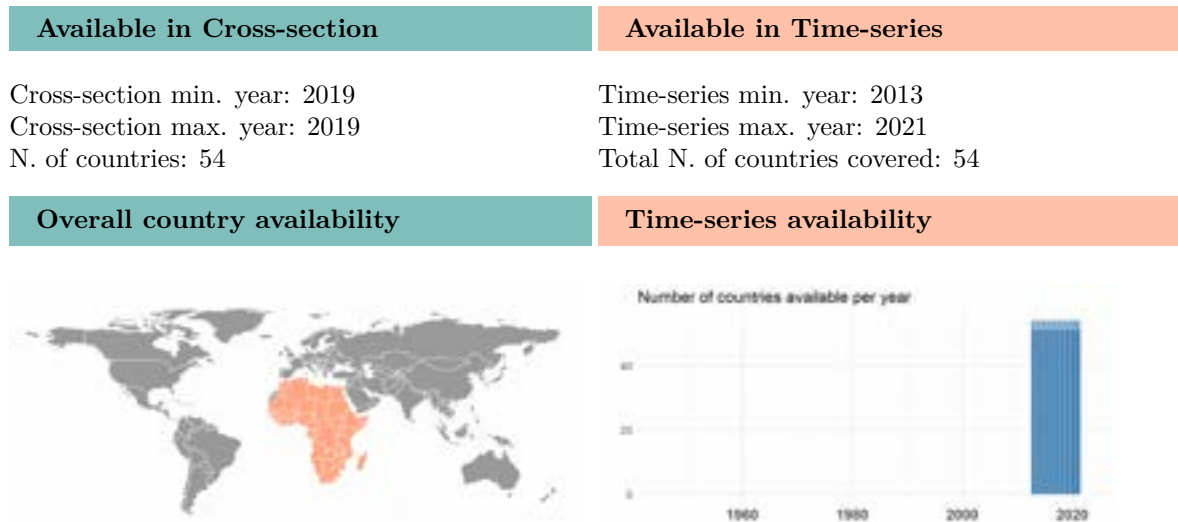 Available in Cross-section
Available in Time-series
Cross-section min. year: 2019
Cross-section max. year: 2019
N. of countries: 54
Time-series min. year: 2013
Time-series max. year: 2021
Total N. of countries covered: 54
Overall country availability
Time-series availability
Number of countries available per year
40
20
0
1960 1980 2000 2020